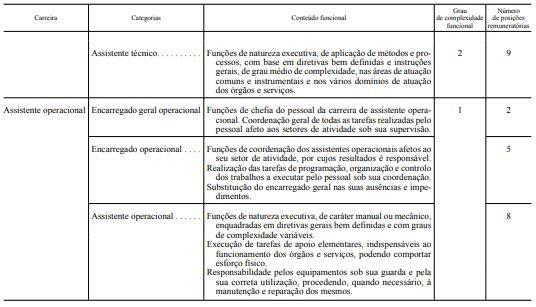 Carreira
Categorias
Conteúdo funcional
Grau
de complexidade
funcional
Número
de posições
remuneratórias
Assistente técnico. . . . . . . . . .
Funções de natureza executiva, de aplicação de métodos e pro-
cessos, com base em diretivas bem definidas e instruções
gerais, de grau médio de complexidade, nas áreas de atuação
comuns e instrumentais e nos vários domínios de atuação
dos órgãos e serviços.
2
9
Assistente operacional
Encarregado geral operacional
Funções de chefia do pessoal da carreira de assistente opera-
cional. Coordenação geral de todas as tarefas realizadas pelo
pessoal afeto aos setores de atividade sob sua supervisão.
1
2
Encarregado operacional . . . .
Funções de coordenação dos assistentes operacionais afetos ao
seu setor de atividade, por cujos resultados é responsável.
Realização das tarefas de programação, organização e controlo
dos trabalhos a executar pelo pessoal sob sua coordenação.
Substituição do encarregado geral nas suas ausências e impe-
dimentos.
5
Assistente operacional . . . . . .
Funções de natureza executiva, de caráter manual ou mecânico,
enquadradas em diretivas gerais bem definidas e com graus
de complexidade variáveis.
Execução de tarefas de apoio elementares, indispensáveis ao
funcionamento dos órgãos e serviços, podendo comportar
esforço físico.
Responsabilidade pelos equipamentos sob sua guarda e pela
sua correta utilização, procedendo, quando necessário, à
manutenção e reparação dos mesmos.
8